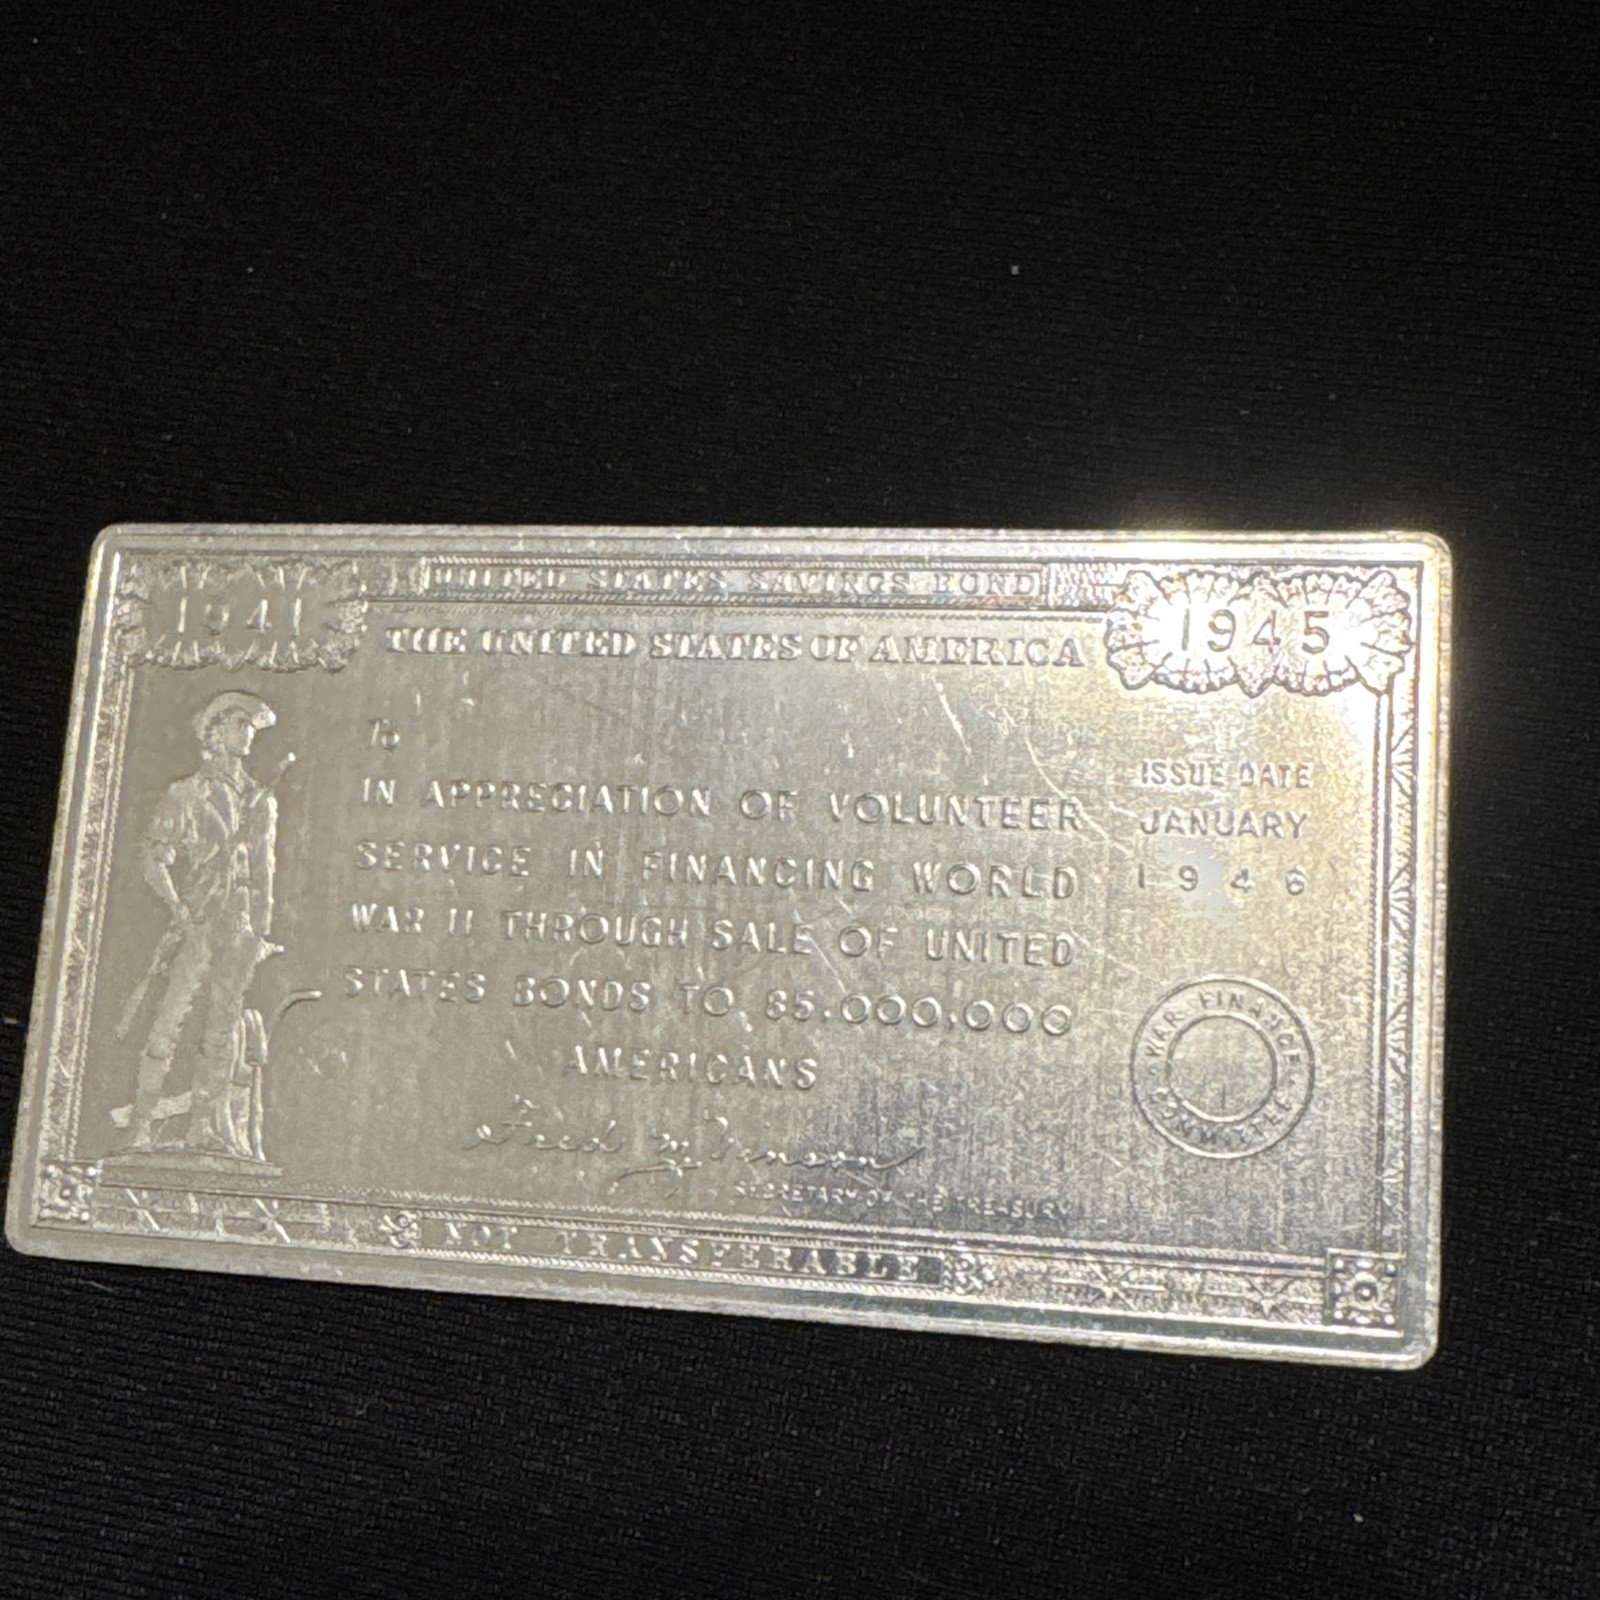 1941
UNITED STATES SAVINGS BOND
1945
THE UNITED STATES OF AMERICA
To
IN APPRECIATION OF VOLUNTEER
SERVICE IN FINANCING WORLD
WAR II THROUGH SALE OF UNITED
STATES BONDS TO 85,000,000
AMERICANS
ISSUE DATE
JANUARY
1946
WAR FINANCE COMMITTEE
Fred M Vinson
SECRETARY OF THE TREASURY
NOT TRANSFERABLE